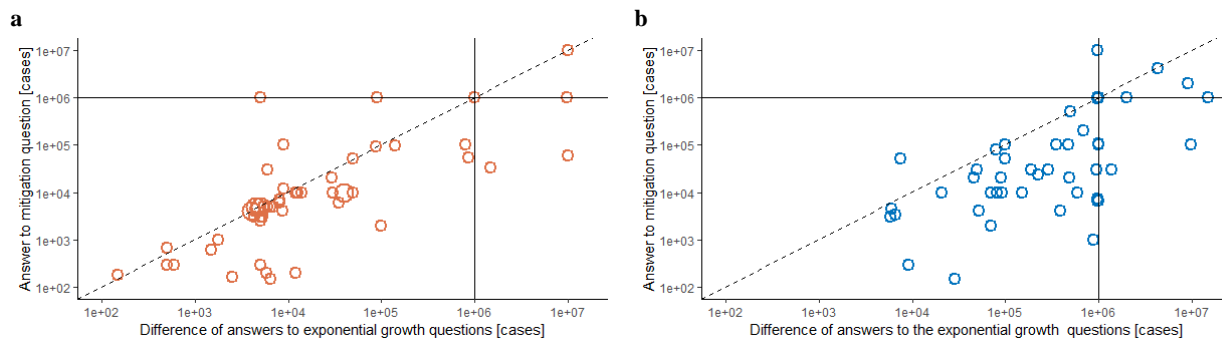 a
Answer to mitigation question [cases]
1e+07
1e+06
1e+05
1e+04
1e+03
1e+02
1e+02 1e+03 1e+04 1e+05 1e+06 1e+07
Difference of answers to exponential growth questions [cases]
b
Answer to mitigation question [cases]
1e+07
1e+06
1e+05
1e+04
1e+03
1e+02
1e+02 1e+03 1e+04 1e+05 1e+06 1e+07
Difference of answers to the exponential growth questions [cases]